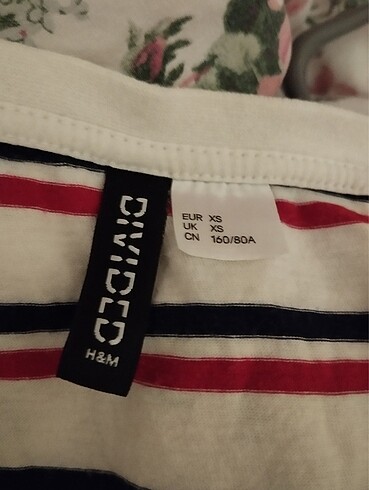 DIVIDED
H&M
EUR XS
UK XS
CN 160/80A